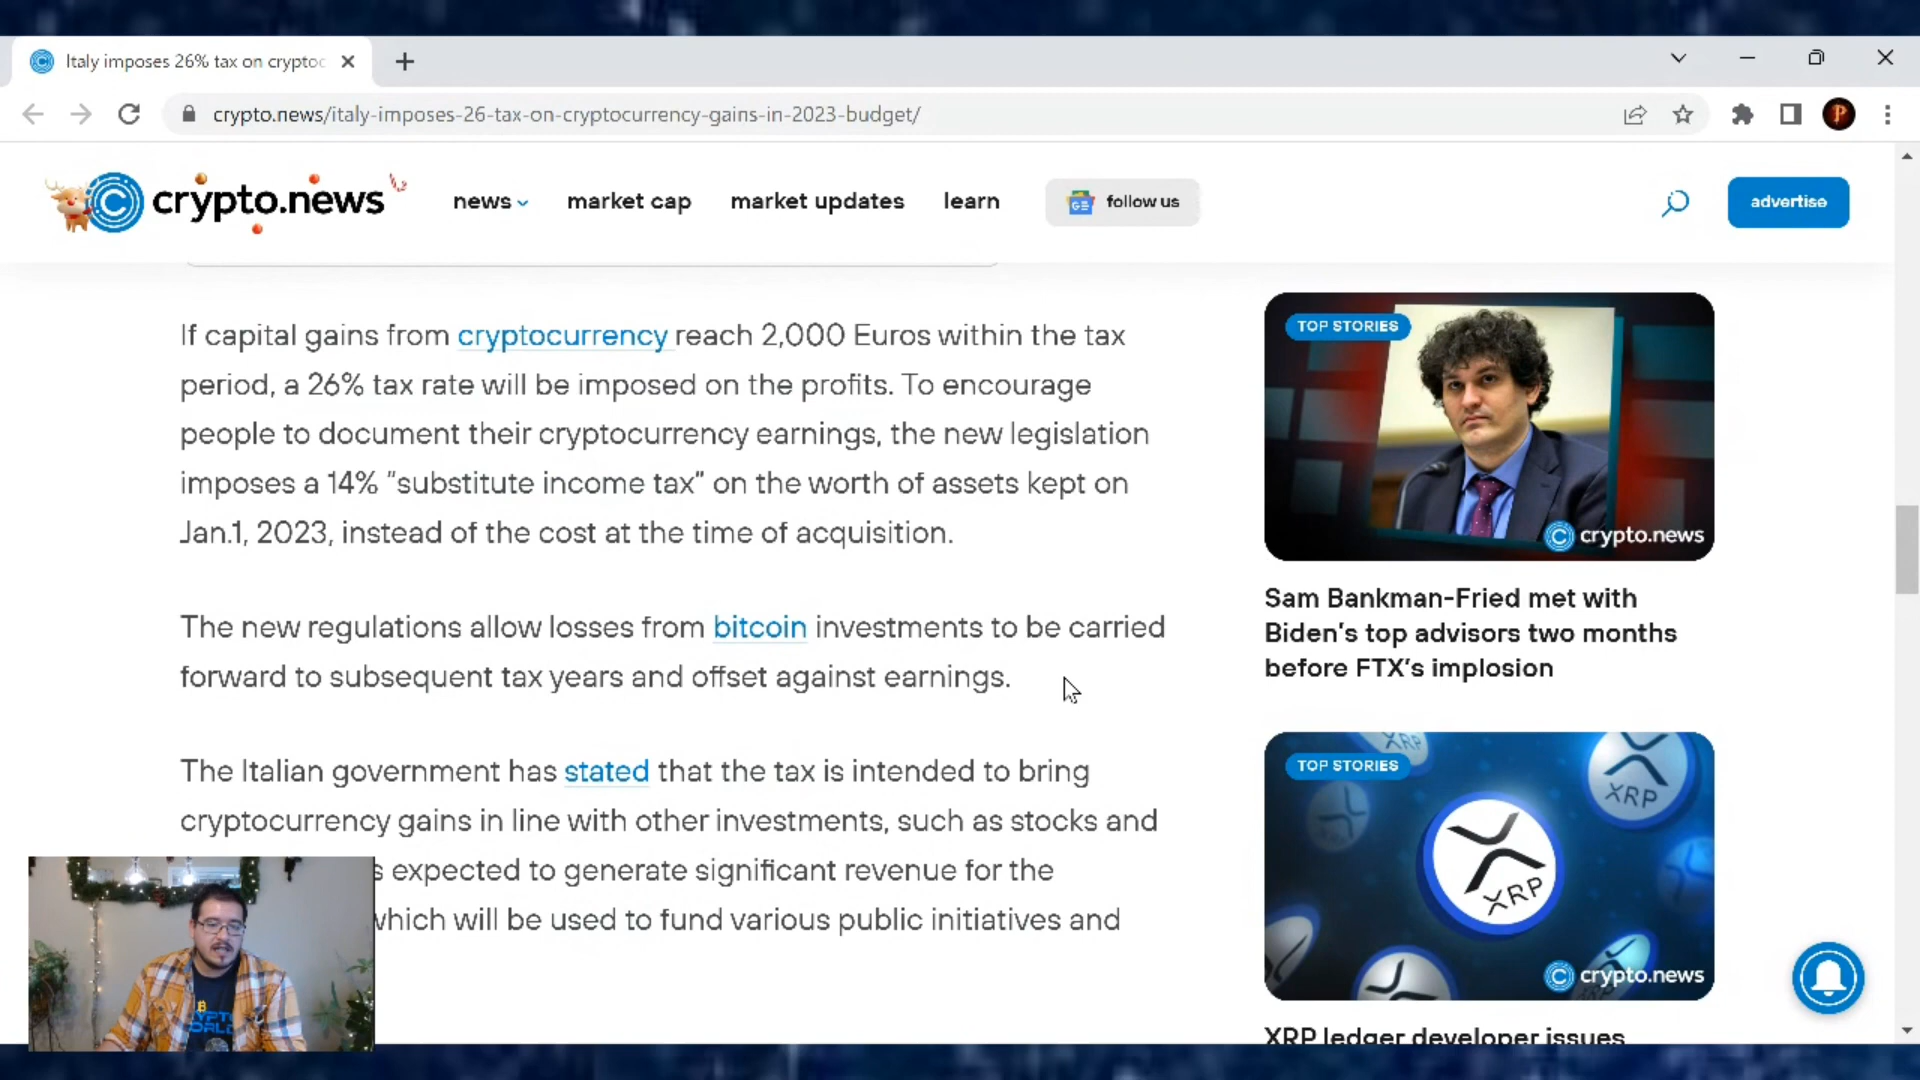 Italy imposes 26% tax on cryptoc
crypto.news/italy-imposes-26-tax-on-cryptocurrency-gains-in-2023-budget/
crypto.news
news
market cap
market updates
learn
GE
follow us
advertise
If capital gains from cryptocurrency reach 2,000 Euros within the tax
period, a 26% tax rate will be imposed on the profits. To encourage
people to document their cryptocurrency earnings, the new legislation
imposes a 14% “substitute income tax” on the worth of assets kept on
Jan.1, 2023, instead of the cost at the time of acquisition.
The new regulations allow losses from bitcoin investments to be carried
forward to subsequent tax years and offset against earnings.
The Italian government has stated that the tax is intended to bring
cryptocurrency gains in line with other investments, such as stocks and
s expected to generate significant revenue for the
which will be used to fund various public initiatives and
TOP STORIES
crypto.news
Sam Bankman-Fried met with
Biden's top advisors two months
before FTX's implosion
TOP STORIES
XRP
XRP
XRP
crypto.news
XRP ledger developer issues